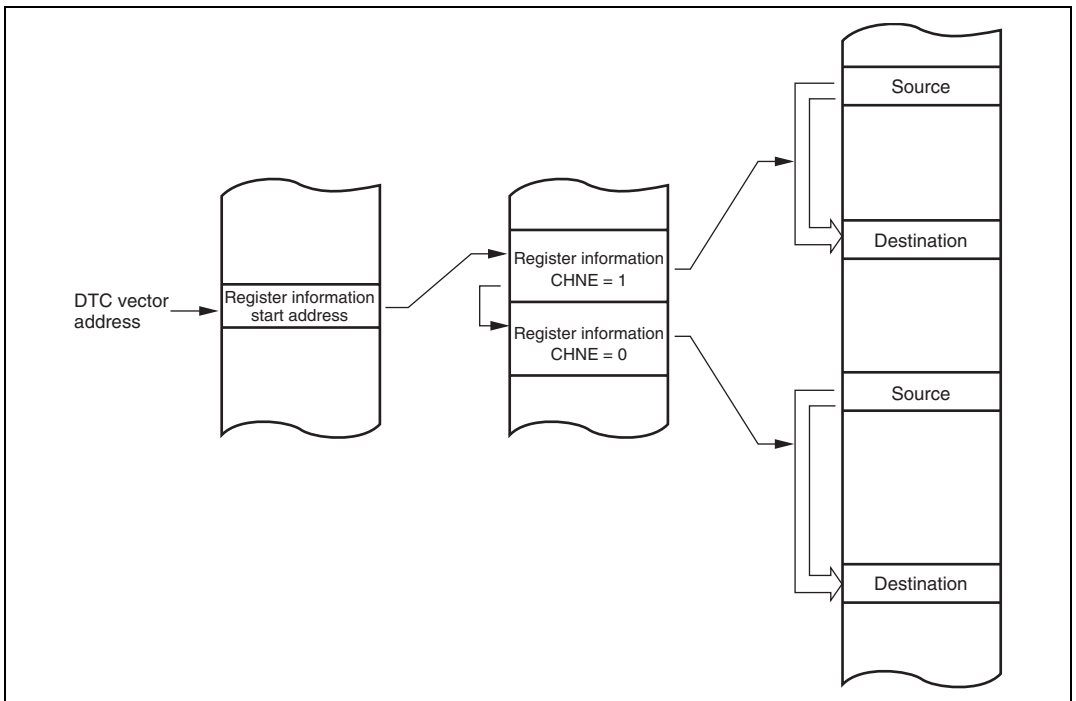 DTC vector
address
Register information
start address
Register information
CHNE = 1
Register information
CHNE = 0
Source
Destination
Source
Destination